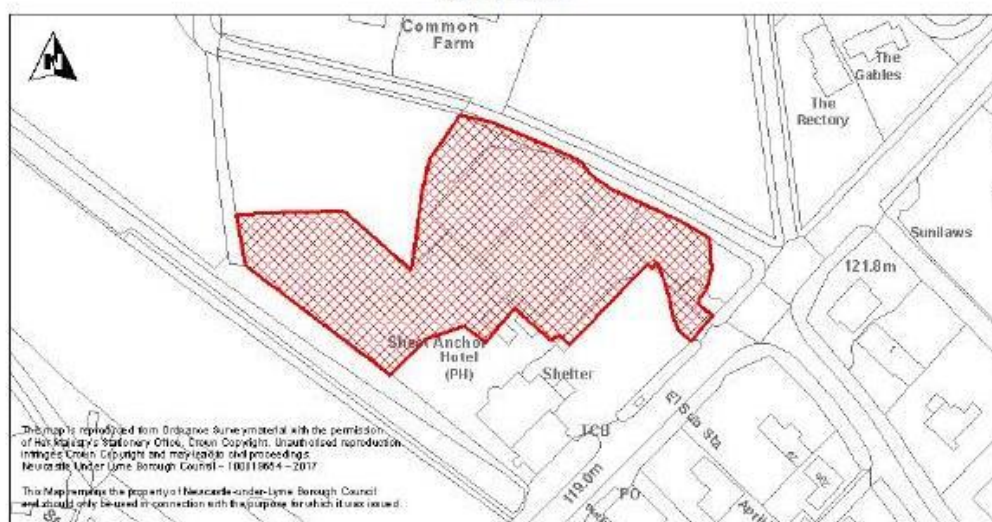 N
Common
Farm
The
Gables
The
Rectory
Sunilaws
121.8m
Sheet Anchor
Hotel
(PH)
Shelter
El Sub Sta
TCB
119.0m
PO
The map is reproduced from Ordnance Survey material with the permission
of Her Majesty's Stationery Office, Crown Copyright. Unauthorised reproduction
infringes Crown Copyright and may lead to civil proceedings.
Newcastle Under Lyme Borough Council – 100019654 – 2017
This Map remains the property of Newcastle-under-Lyme Borough Council
and should only be used in connection with the purpose for which it was issued.